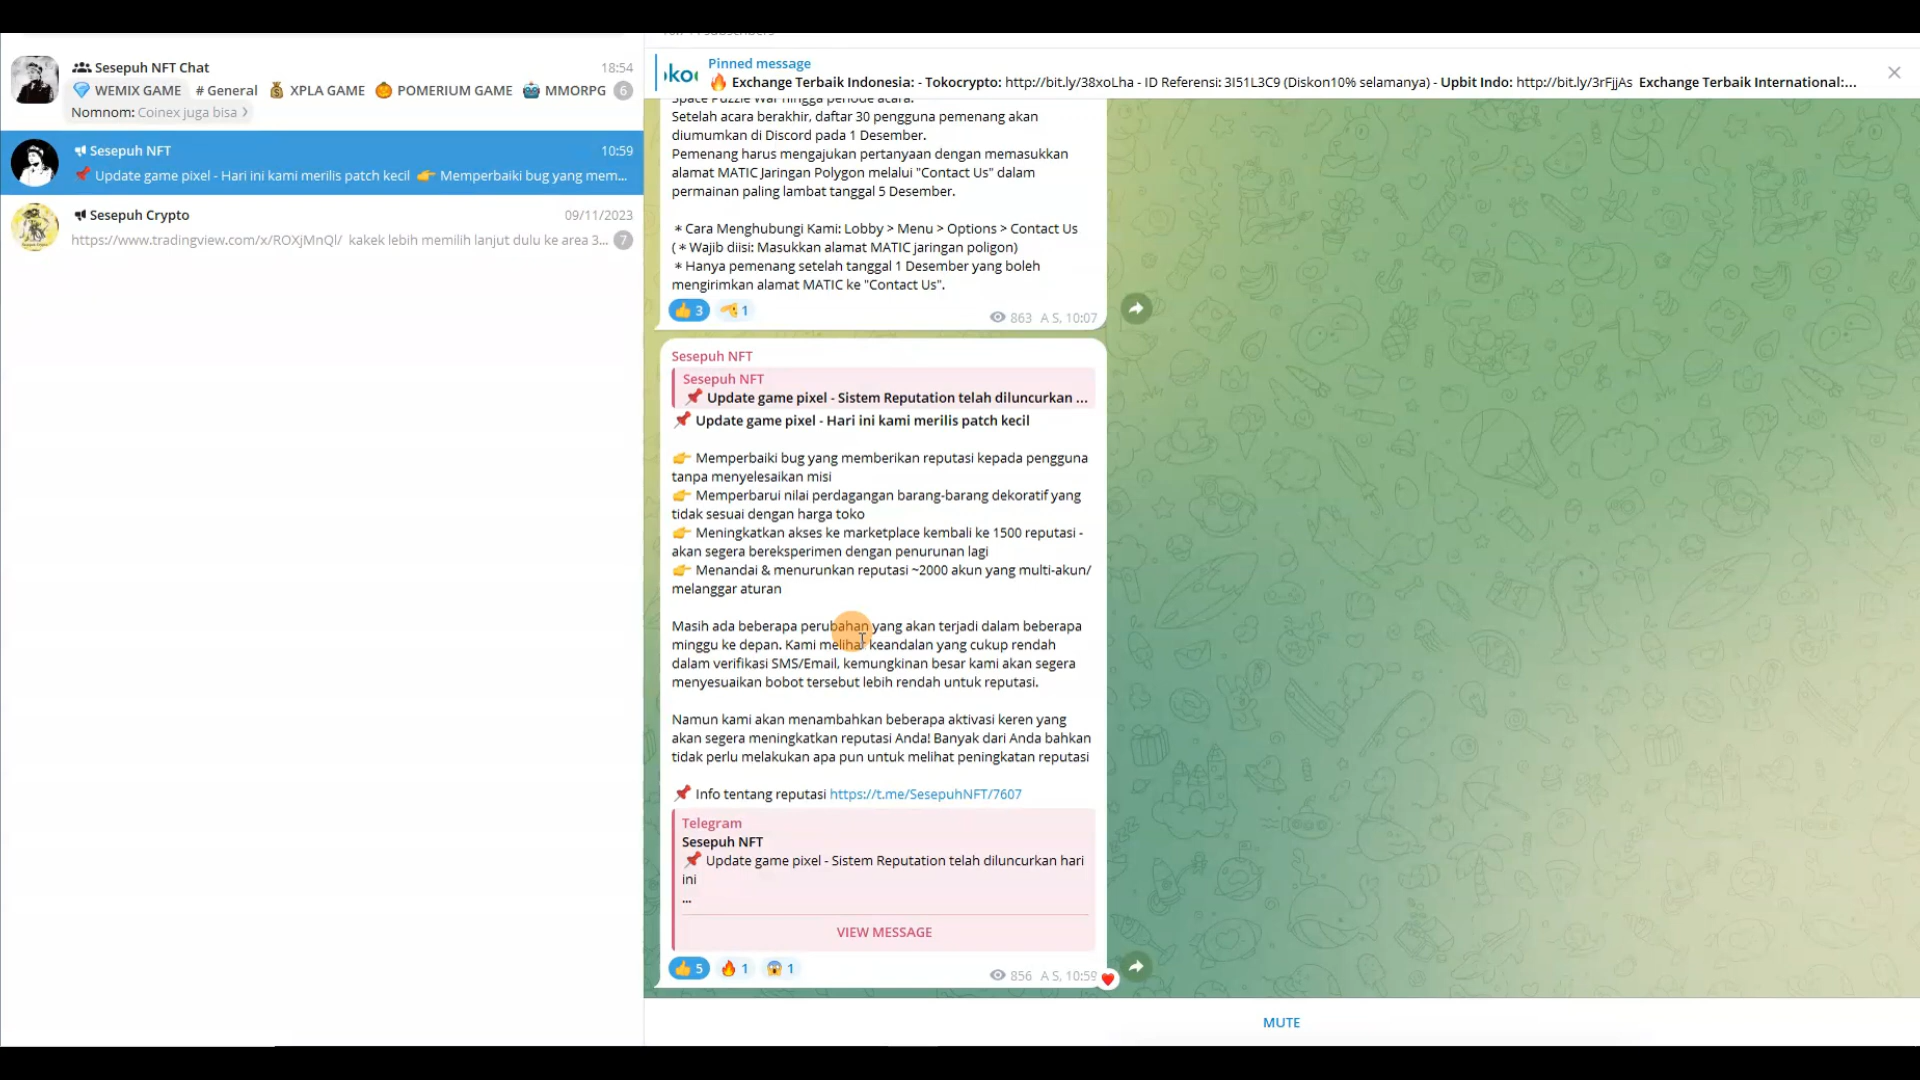 Sesepuh NFT Chat 18:54
WEMIX GAME # General XPLA GAME POMERIUM GAME MMORPG 6
Nomnom: Coinex juga bisa
Sesepuh NFT 10:59
📌 Update game pixel - Hari ini kami merilis patch kecil 👉 Memperbaiki bug yang mem...
Sesepuh Crypto 09/11/2023
https://www.tradingview.com/x/ROXjMnQl/ kakek lebih memilih lanjut dulu ke area 3... 7
Pinned message
🔥 Exchange Terbaik Indonesia: - Tokocrypto: http://bit.ly/38xoLha - ID Referensi: 3I51L3C9 (Diskon10% selamanya) - Upbit Indo: http://bit.ly/3rFjjAs Exchange Terbaik International:...
Space Puzzle War hingga periode acara.
Setelah acara berakhir, daftar 30 pengguna pemenang akan
diumumkan di Discord pada 1 Desember.
Pemenang harus mengajukan pertanyaan dengan memasukkan
alamat MATIC Jaringan Polygon melalui "Contact Us" dalam
permainan paling lambat tanggal 5 Desember.
* Cara Menghubungi Kami: Lobby > Menu > Options > Contact Us
( * Wajib diisi: Masukkan alamat MATIC jaringan poligon)
* Hanya pemenang setelah tanggal 1 Desember yang boleh
mengirimkan alamat MATIC ke "Contact Us".
👍 3 1 863 A S, 10:07
Sesepuh NFT
Sesepuh NFT
📌 Update game pixel - Sistem Reputation telah diluncurkan ...
📌 Update game pixel - Hari ini kami merilis patch kecil
👉 Memperbaiki bug yang memberikan reputasi kepada pengguna
tanpa menyelesaikan misi
👉 Memperbarui nilai perdagangan barang-barang dekoratif yang
tidak sesuai dengan harga toko
👉 Meningkatkan akses ke marketplace kembali ke 1500 reputasi -
akan segera bereksperimen dengan penurunan lagi
👉 Menandai & menurunkan reputasi ~2000 akun yang multi-akun/
melanggar aturan
Masih ada beberapa perubahan yang akan terjadi dalam beberapa
minggu ke depan. Kami melihat keandalan yang cukup rendah
dalam verifikasi SMS/Email, kemungkinan besar kami akan segera
menyesuaikan bobot tersebut lebih rendah untuk reputasi.
Namun kami akan menambahkan beberapa aktivasi keren yang
akan segera meningkatkan reputasi Anda! Banyak dari Anda bahkan
tidak perlu melakukan apa pun untuk melihat peningkatan reputasi
📌 Info tentang reputasi https://t.me/SesepuhNFT/7607
Telegram
Sesepuh NFT
📌 Update game pixel - Sistem Reputation telah diluncurkan hari
ini
...
VIEW MESSAGE
👍 5 🔥 1 😱 1 856 A S, 10:59
MUTE